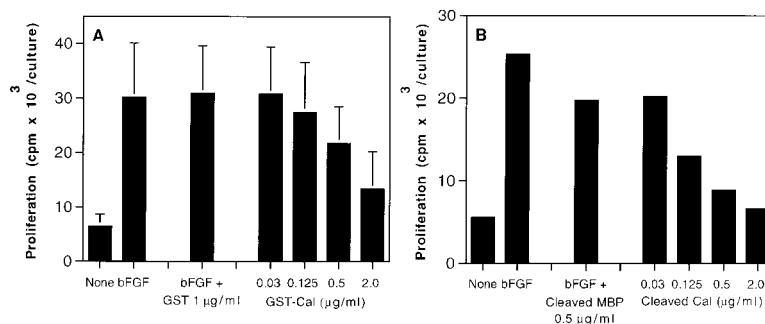 A
Proliferation (cpm x 10³ /culture)
40
30
20
10
0
None bFGF
bFGF +
GST 1 µg/ml
0.03 0.125 0.5 2.0
GST-Cal (µg/ml)
B
Proliferation (cpm x 10³ /culture)
30
20
10
0
None bFGF
bFGF +
Cleaved MBP
0.5 µg/ml
0.03 0.125 0.5 2.0
Cleaved Cal (µg/ml)